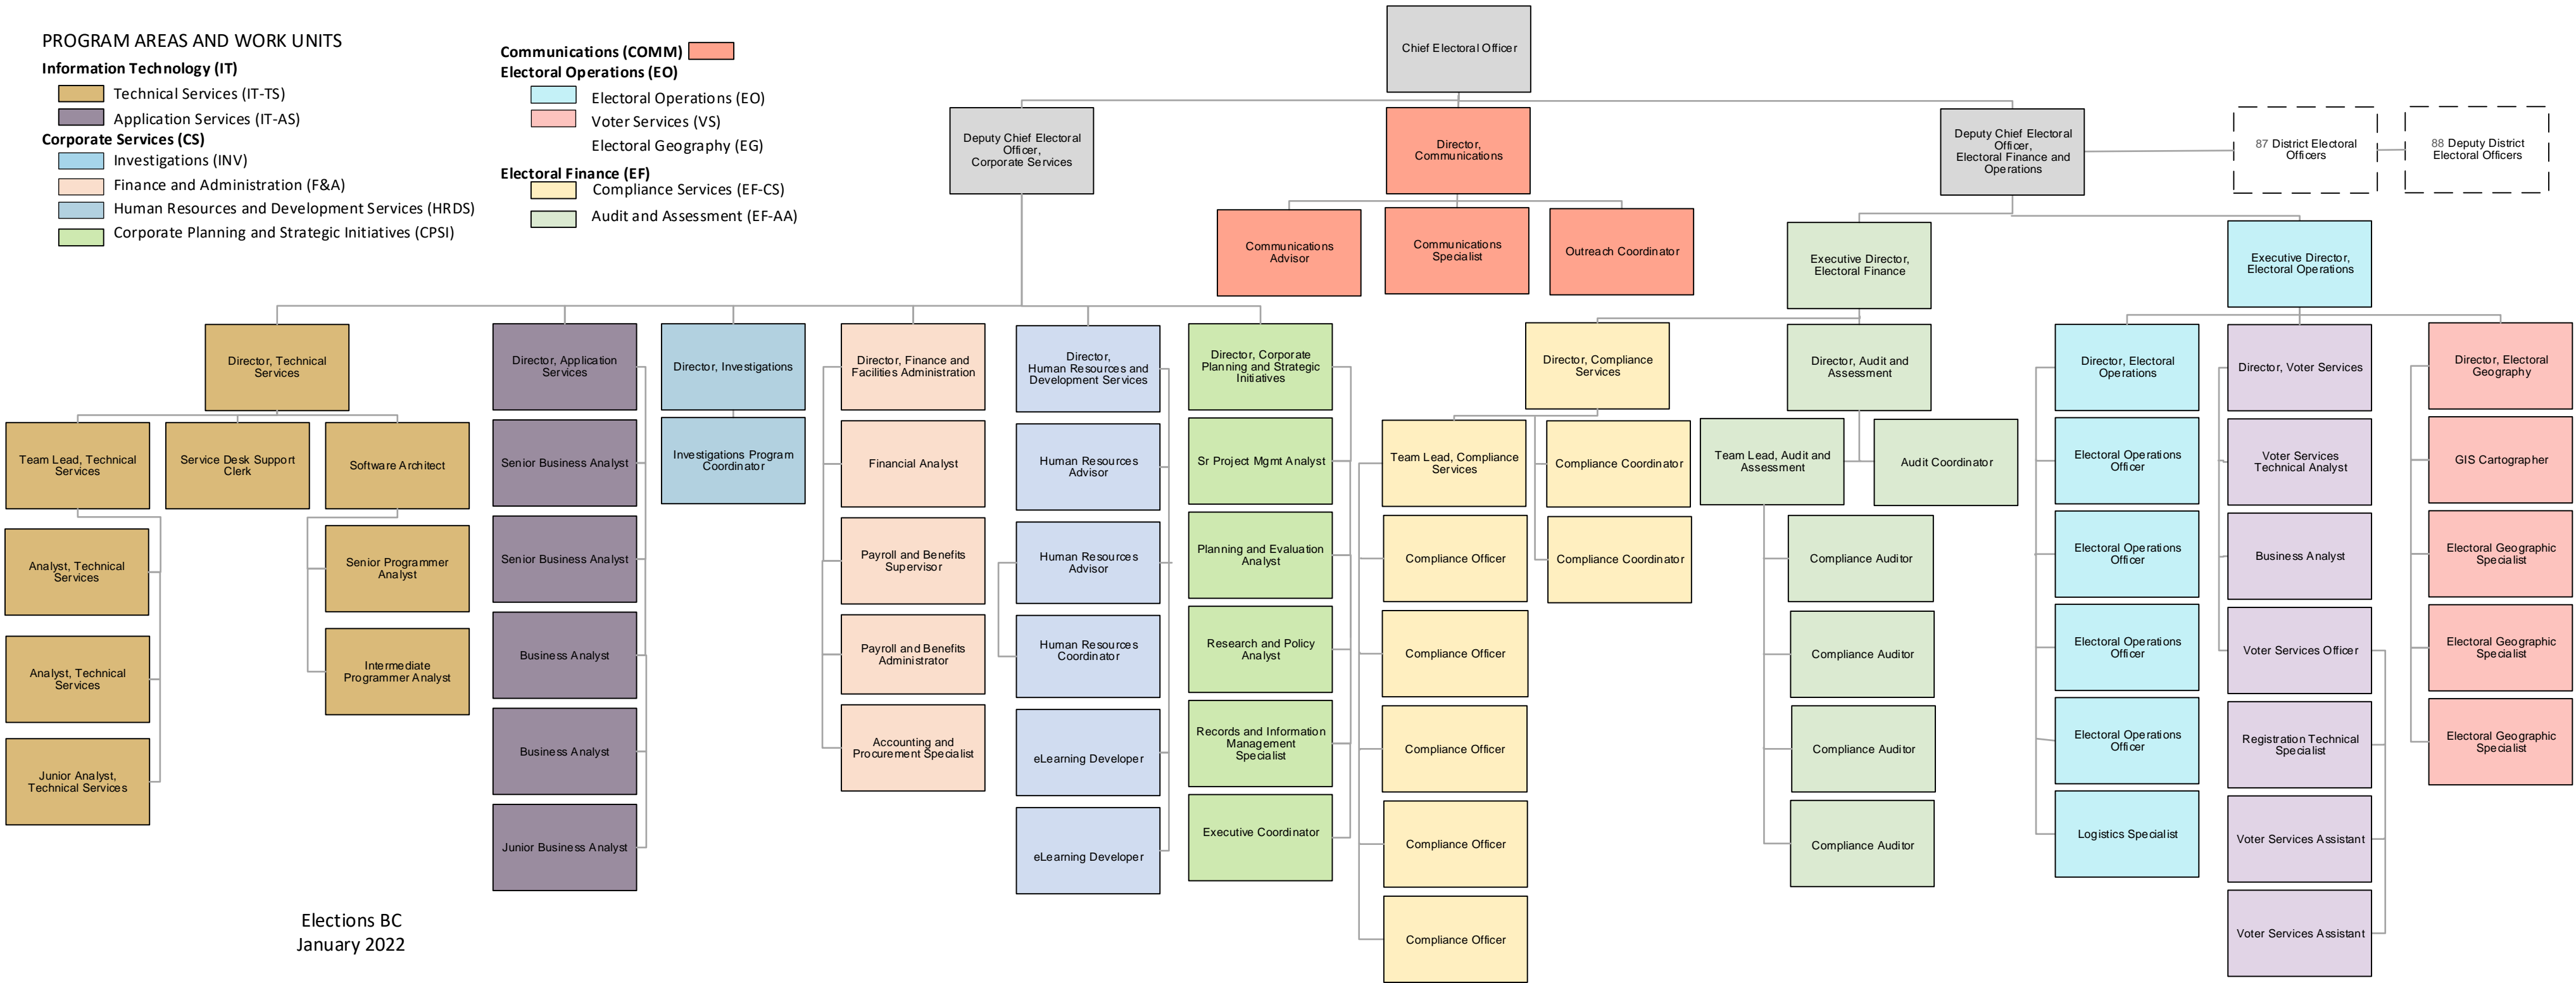 PROGRAM AREAS AND WORK UNITS
Information Technology (IT)
Technical Services (IT-TS)
Application Services (IT-AS)
Corporate Services (CS)
Investigations (INV)
Finance and Administration (F&A)
Human Resources and Development Services (HRDS)
Corporate Planning and Strategic Initiatives (CPSI)
Communications (COMM)
Electoral Operations (EO)
Electoral Operations (EO)
Voter Services (VS)
Electoral Geography (EG)
Electoral Finance (EF)
Compliance Services (EF-CS)
Audit and Assessment (EF-AA)
Chief Electoral Officer
Deputy Chief Electoral
Officer,
Corporate Services
Director,
Communications
Deputy Chief Electoral
Officer,
Electoral Finance and
Operations
87 District Electoral
Officers
88 Deputy District
Electoral Officers
Communications
Advisor
Communications
Specialist
Outreach Coordinator
Executive Director,
Electoral Finance
Executive Director,
Electoral Operations
Director, Technical
Services
Team Lead, Technical
Services
Service Desk Support
Clerk
Software Architect
Analyst, Technical
Services
Analyst, Technical
Services
Junior Analyst,
Technical Services
Senior Programmer
Analyst
Intermediate
Programmer Analyst
Director, Application
Services
Senior Business Analyst
Senior Business Analyst
Business Analyst
Business Analyst
Junior Business Analyst
Director, Investigations
Investigations Program
Coordinator
Director, Finance and
Facilities Administration
Financial Analyst
Payroll and Benefits
Supervisor
Payroll and Benefits
Administrator
Accounting and
Procurement Specialist
Director,
Human Resources and
Development Services
Human Resources
Advisor
Human Resources
Advisor
Human Resources
Coordinator
eLearning Developer
eLearning Developer
Director, Corporate
Planning and Strategic
Initiatives
Sr Project Mgmt Analyst
Planning and Evaluation
Analyst
Research and Policy
Analyst
Records and Information
Management
Specialist
Executive Coordinator
Director, Compliance
Services
Team Lead, Compliance
Services
Compliance Officer
Compliance Officer
Compliance Officer
Compliance Officer
Compliance Officer
Compliance Coordinator
Compliance Coordinator
Director, Audit and
Assessment
Team Lead, Audit and
Assessment
Audit Coordinator
Compliance Auditor
Compliance Auditor
Compliance Auditor
Compliance Auditor
Director, Electoral
Operations
Electoral Operations
Officer
Electoral Operations
Officer
Electoral Operations
Officer
Electoral Operations
Officer
Logistics Specialist
Director, Voter Services
Voter Services
Technical Analyst
Business Analyst
Voter Services Officer
Registration Technical
Specialist
Voter Services Assistant
Voter Services Assistant
Director, Electoral
Geography
GIS Cartographer
Electoral Geographic
Specialist
Electoral Geographic
Specialist
Electoral Geographic
Specialist
Elections BC
January 2022